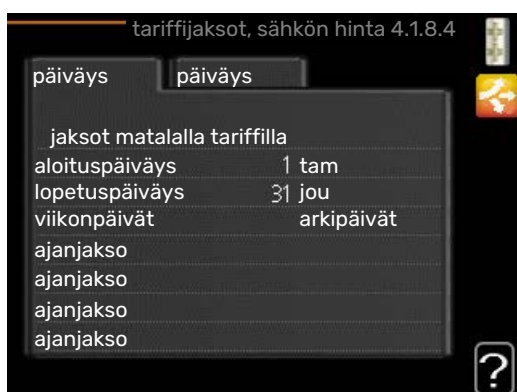 tariffijaksot, sähkön hinta 4.1.8.4
päiväys päiväys
jaksot matalalla tariffilla
aloituspäiväys 1 tam
lopetuspäiväys 31 jou
viikonpäivät arkipäivät
ajanjakso
ajanjakso
ajanjakso
ajanjakso
?